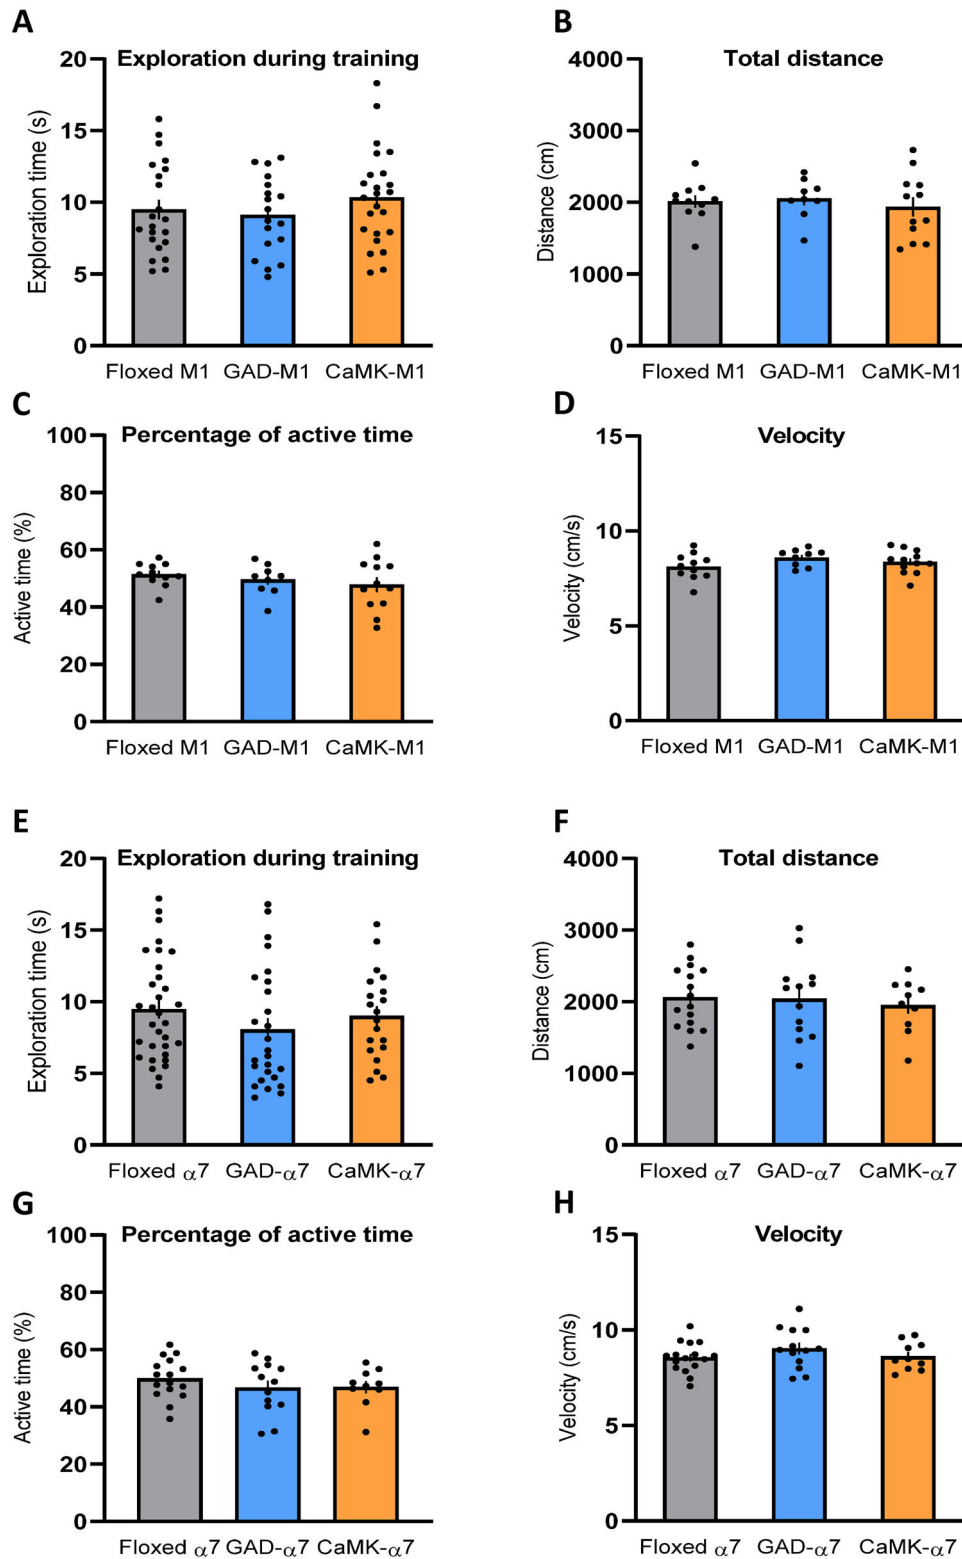 A
Exploration during training
Exploration time (s)
20
15
10
5
0
Floxed M1 GAD-M1 CaMK-M1
B
Total distance
Distance (cm)
4000
3000
2000
1000
0
Floxed M1 GAD-M1 CaMK-M1
C
Percentage of active time
Active time (%)
100
80
60
40
20
0
Floxed M1 GAD-M1 CaMK-M1
D
Velocity
Velocity (cm/s)
15
10
5
0
Floxed M1 GAD-M1 CaMK-M1
E
Exploration during training
Exploration time (s)
20
15
10
5
0
Floxed α7 GAD-α7 CaMK-α7
F
Total distance
Distance (cm)
4000
3000
2000
1000
0
Floxed α7 GAD-α7 CaMK-α7
G
Percentage of active time
Active time (%)
100
80
60
40
20
0
Floxed α7 GAD-α7 CaMK-α7
H
Velocity
Velocity (cm/s)
15
10
5
0
Floxed α7 GAD-α7 CaMK-α7